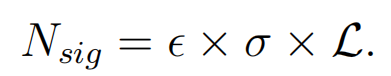 N_{sig} = ϵ × σ × ℒ.